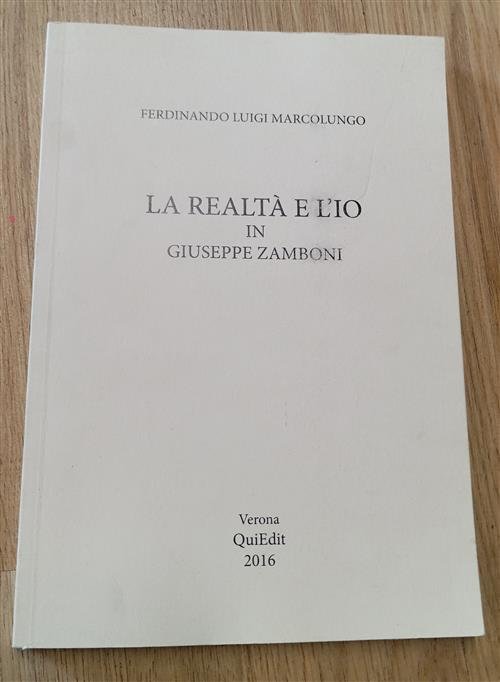 FERDINANDO LUIGI MARCOLUNGO
LA REALTÀ E L'IO
IN
GIUSEPPE ZAMBONI
Verona
QuiEdit
2016